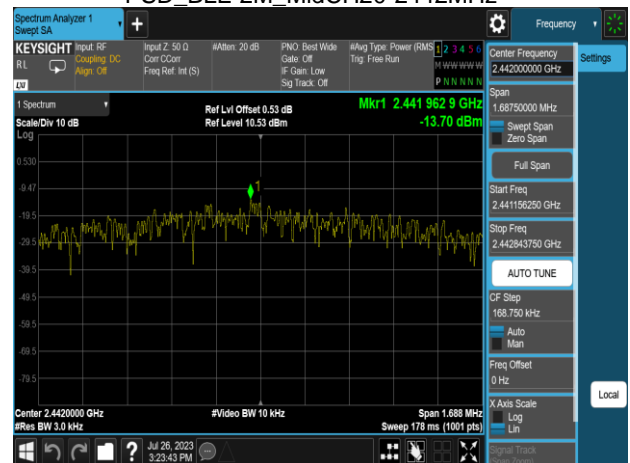 PSD_BLE 2M_MidCH20 2442MHz
Spectrum Analyzer 1
Swept SA
Frequency
KEYSIGHT
RL
LXI
Input: RF
Coupling: DC
Align: Off
Input Z: 50 Ω
Corr CCorr
Freq Ref: Int (S)
#Atten: 20 dB
PNO: Best Wide
Gate: Off
IF Gain: Low
Sig Track: Off
#Avg Type: Power (RMS
Trig: Free Run
1 2 3 4 5 6
M W W W W W
P N N N N N
1 Spectrum
Scale/Div 10 dB
Log
Ref Lvl Offset 0.53 dB
Ref Level 10.53 dBm
Mkr1 2.441 962 9 GHz
-13.70 dBm
1
0.530
-9.47
-19.5
-29.5
-39.5
-49.5
-59.5
-69.5
-79.5
Center 2.4420000 GHz
#Res BW 3.0 kHz
#Video BW 10 kHz
Span 1.688 MHz
Sweep 178 ms (1001 pts)
Center Frequency
2.442000000 GHz
Settings
Span
1.68750000 MHz
Swept Span
Zero Span
Full Span
Start Freq
2.441156250 GHz
Stop Freq
2.442843750 GHz
AUTO TUNE
CF Step
168.750 kHz
Auto
Man
Freq Offset
0 Hz
X Axis Scale
Log
Lin
Local
Signal Track
(Span Zoom)
?
Jul 26, 2023
3:23:43 PM